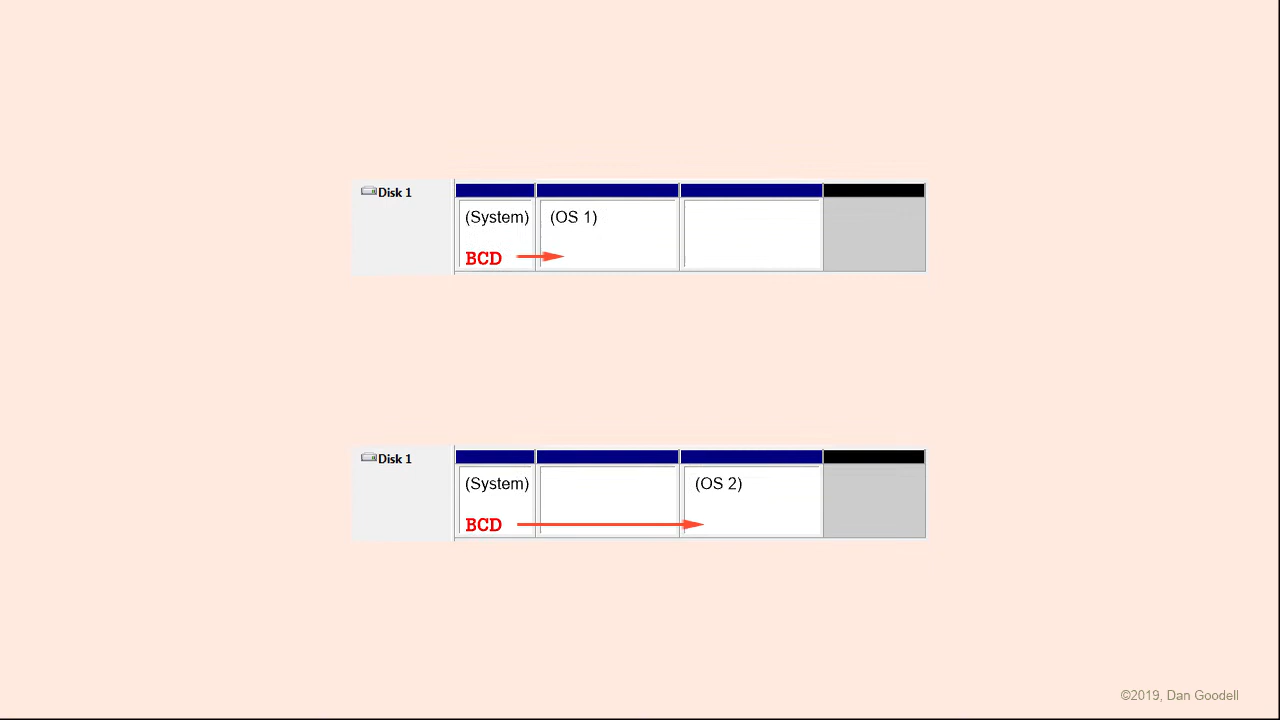 Disk 1
(System)
(OS 1)
BCD
Disk 1
(System)
(OS 2)
BCD
©2019, Dan Goodell